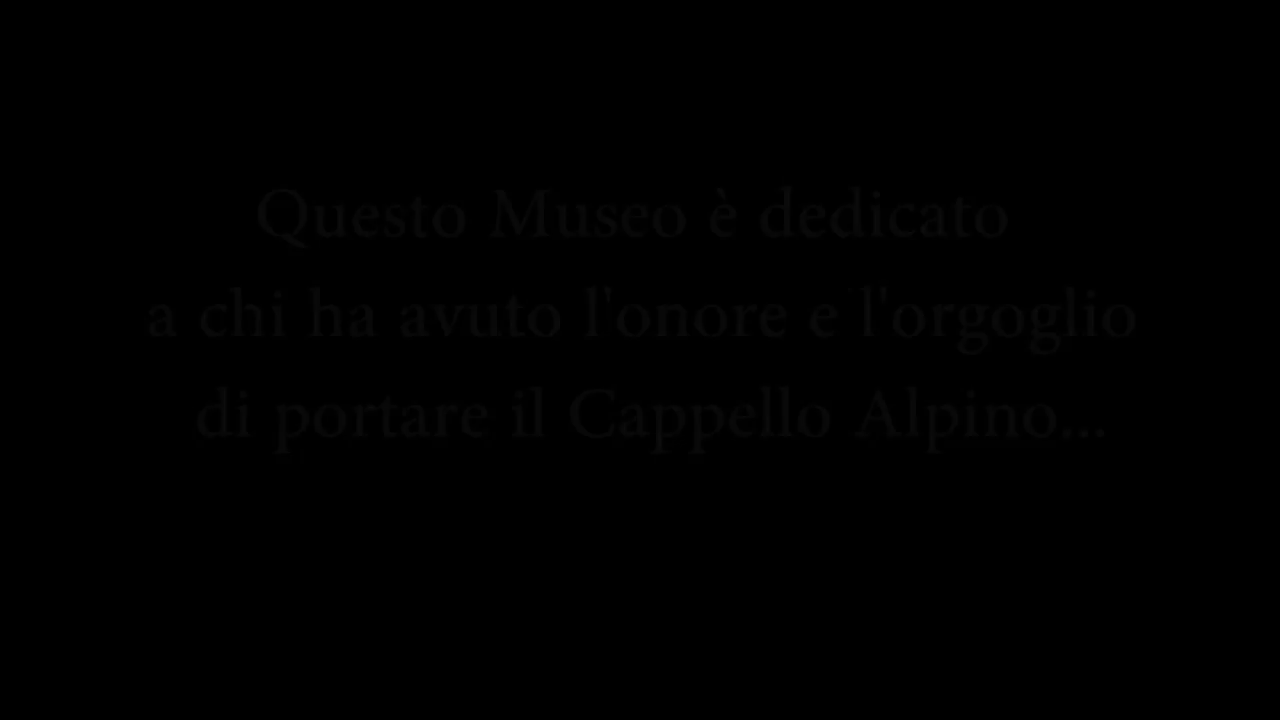 Questo Museo è dedicato
a chi ha avuto l'onore e l'orgoglio
di portare il Cappello Alpino...